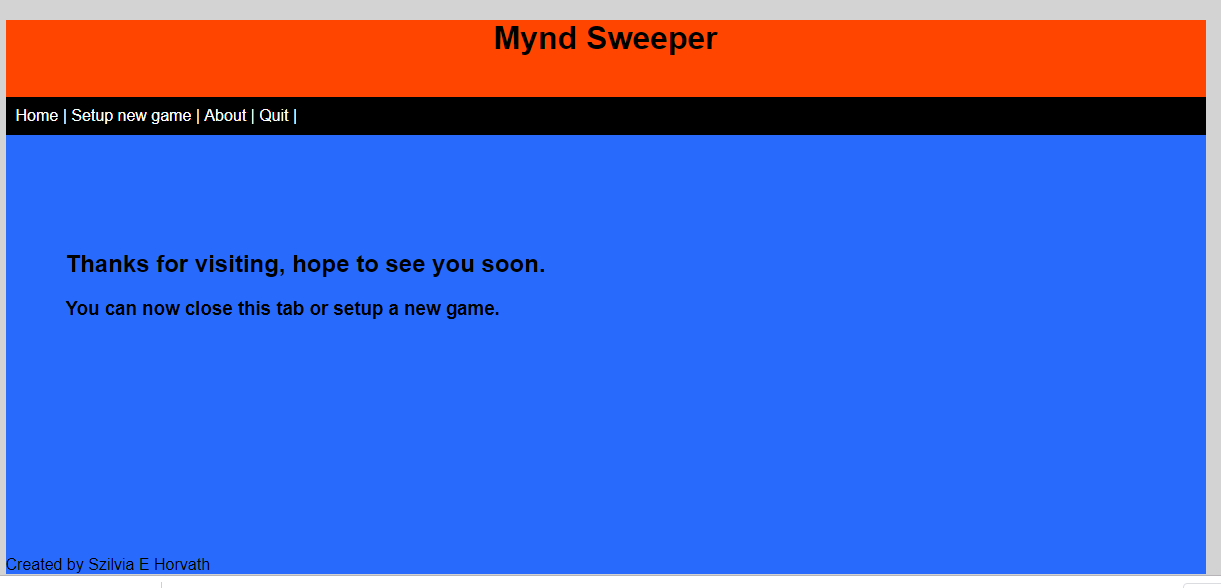 Mynd Sweeper
Home | Setup new game | About | Quit |
Thanks for visiting, hope to see you soon.
You can now close this tab or setup a new game.
Created by Szilvia E Horvath